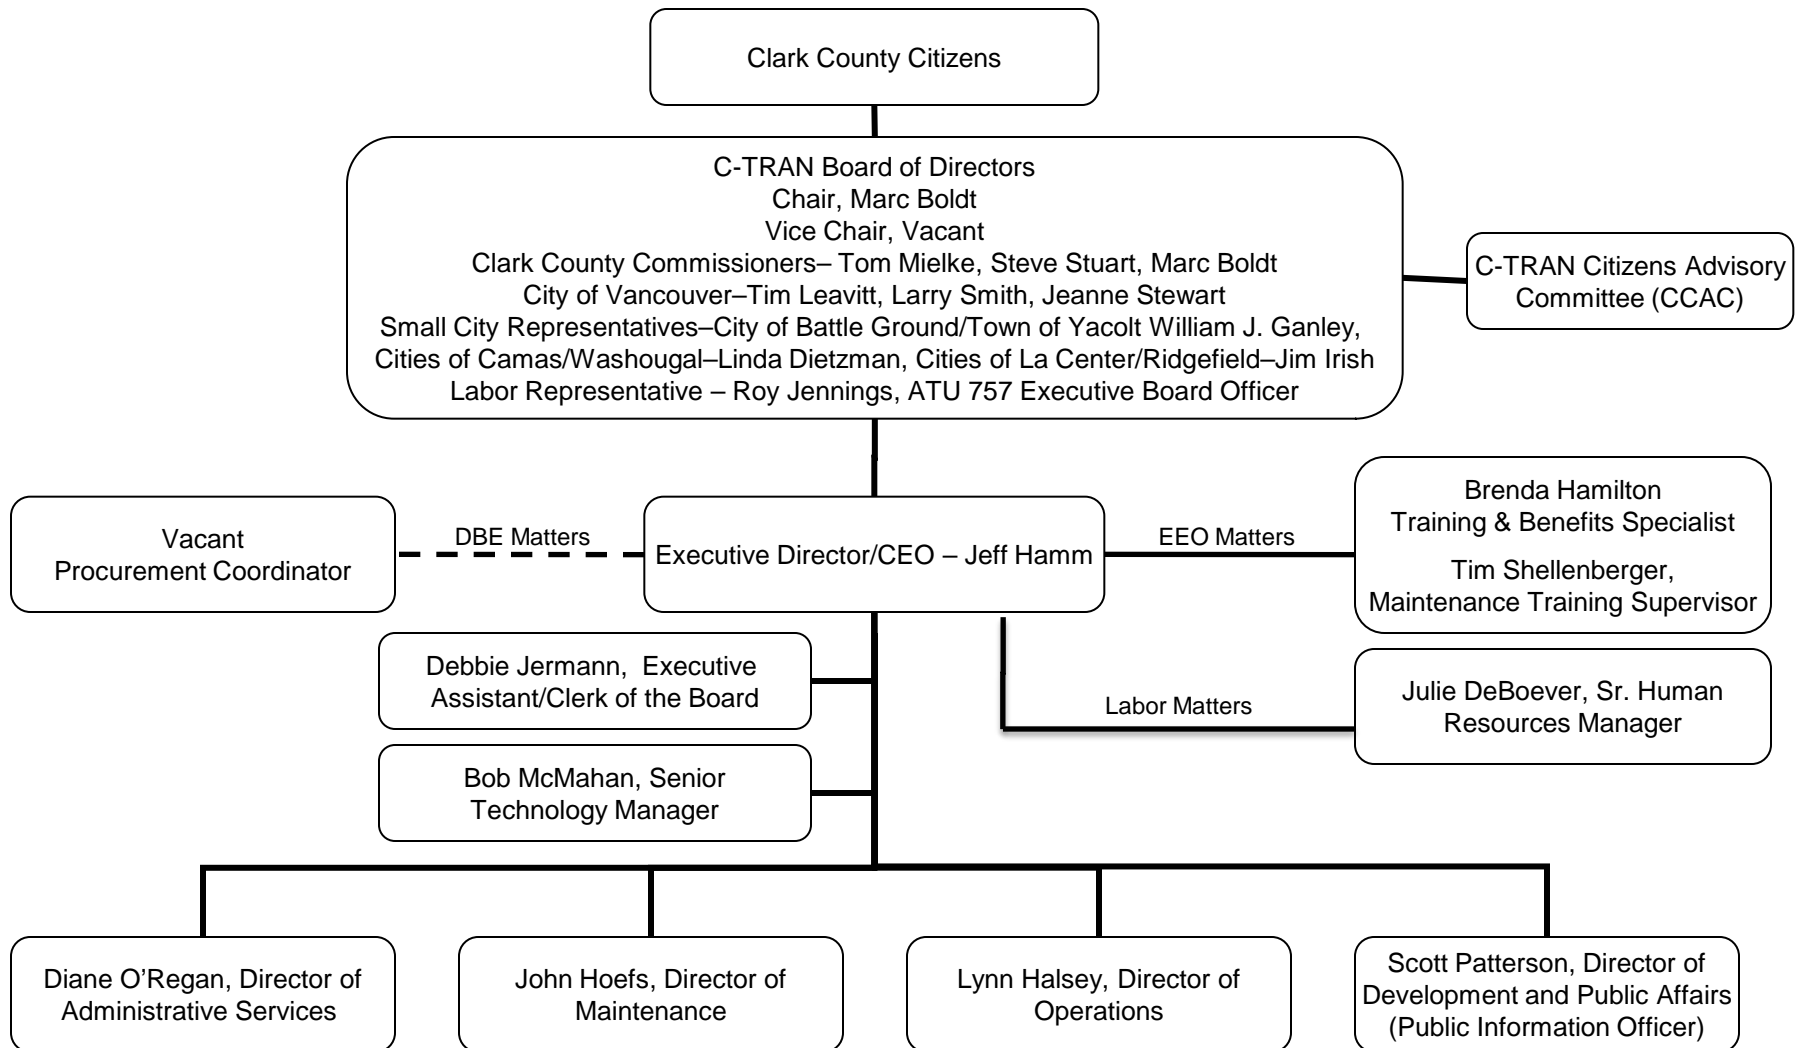 Clark County Citizens
C-TRAN Board of Directors
Chair, Marc Boldt
Vice Chair, Vacant
Clark County Commissioners– Tom Mielke, Steve Stuart, Marc Boldt
City of Vancouver–Tim Leavitt, Larry Smith, Jeanne Stewart
Small City Representatives–City of Battle Ground/Town of Yacolt William J. Ganley,
Cities of Camas/Washougal–Linda Dietzman, Cities of La Center/Ridgefield–Jim Irish
Labor Representative – Roy Jennings, ATU 757 Executive Board Officer
C-TRAN Citizens Advisory
Committee (CCAC)
Vacant
Procurement Coordinator
DBE Matters
Executive Director/CEO – Jeff Hamm
EEO Matters
Brenda Hamilton
Training & Benefits Specialist
Tim Shellenberger,
Maintenance Training Supervisor
Debbie Jermann, Executive
Assistant/Clerk of the Board
Labor Matters
Julie DeBoever, Sr. Human
Resources Manager
Bob McMahan, Senior
Technology Manager
Diane O’Regan, Director of
Administrative Services
John Hoefs, Director of
Maintenance
Lynn Halsey, Director of
Operations
Scott Patterson, Director of
Development and Public Affairs
(Public Information Officer)